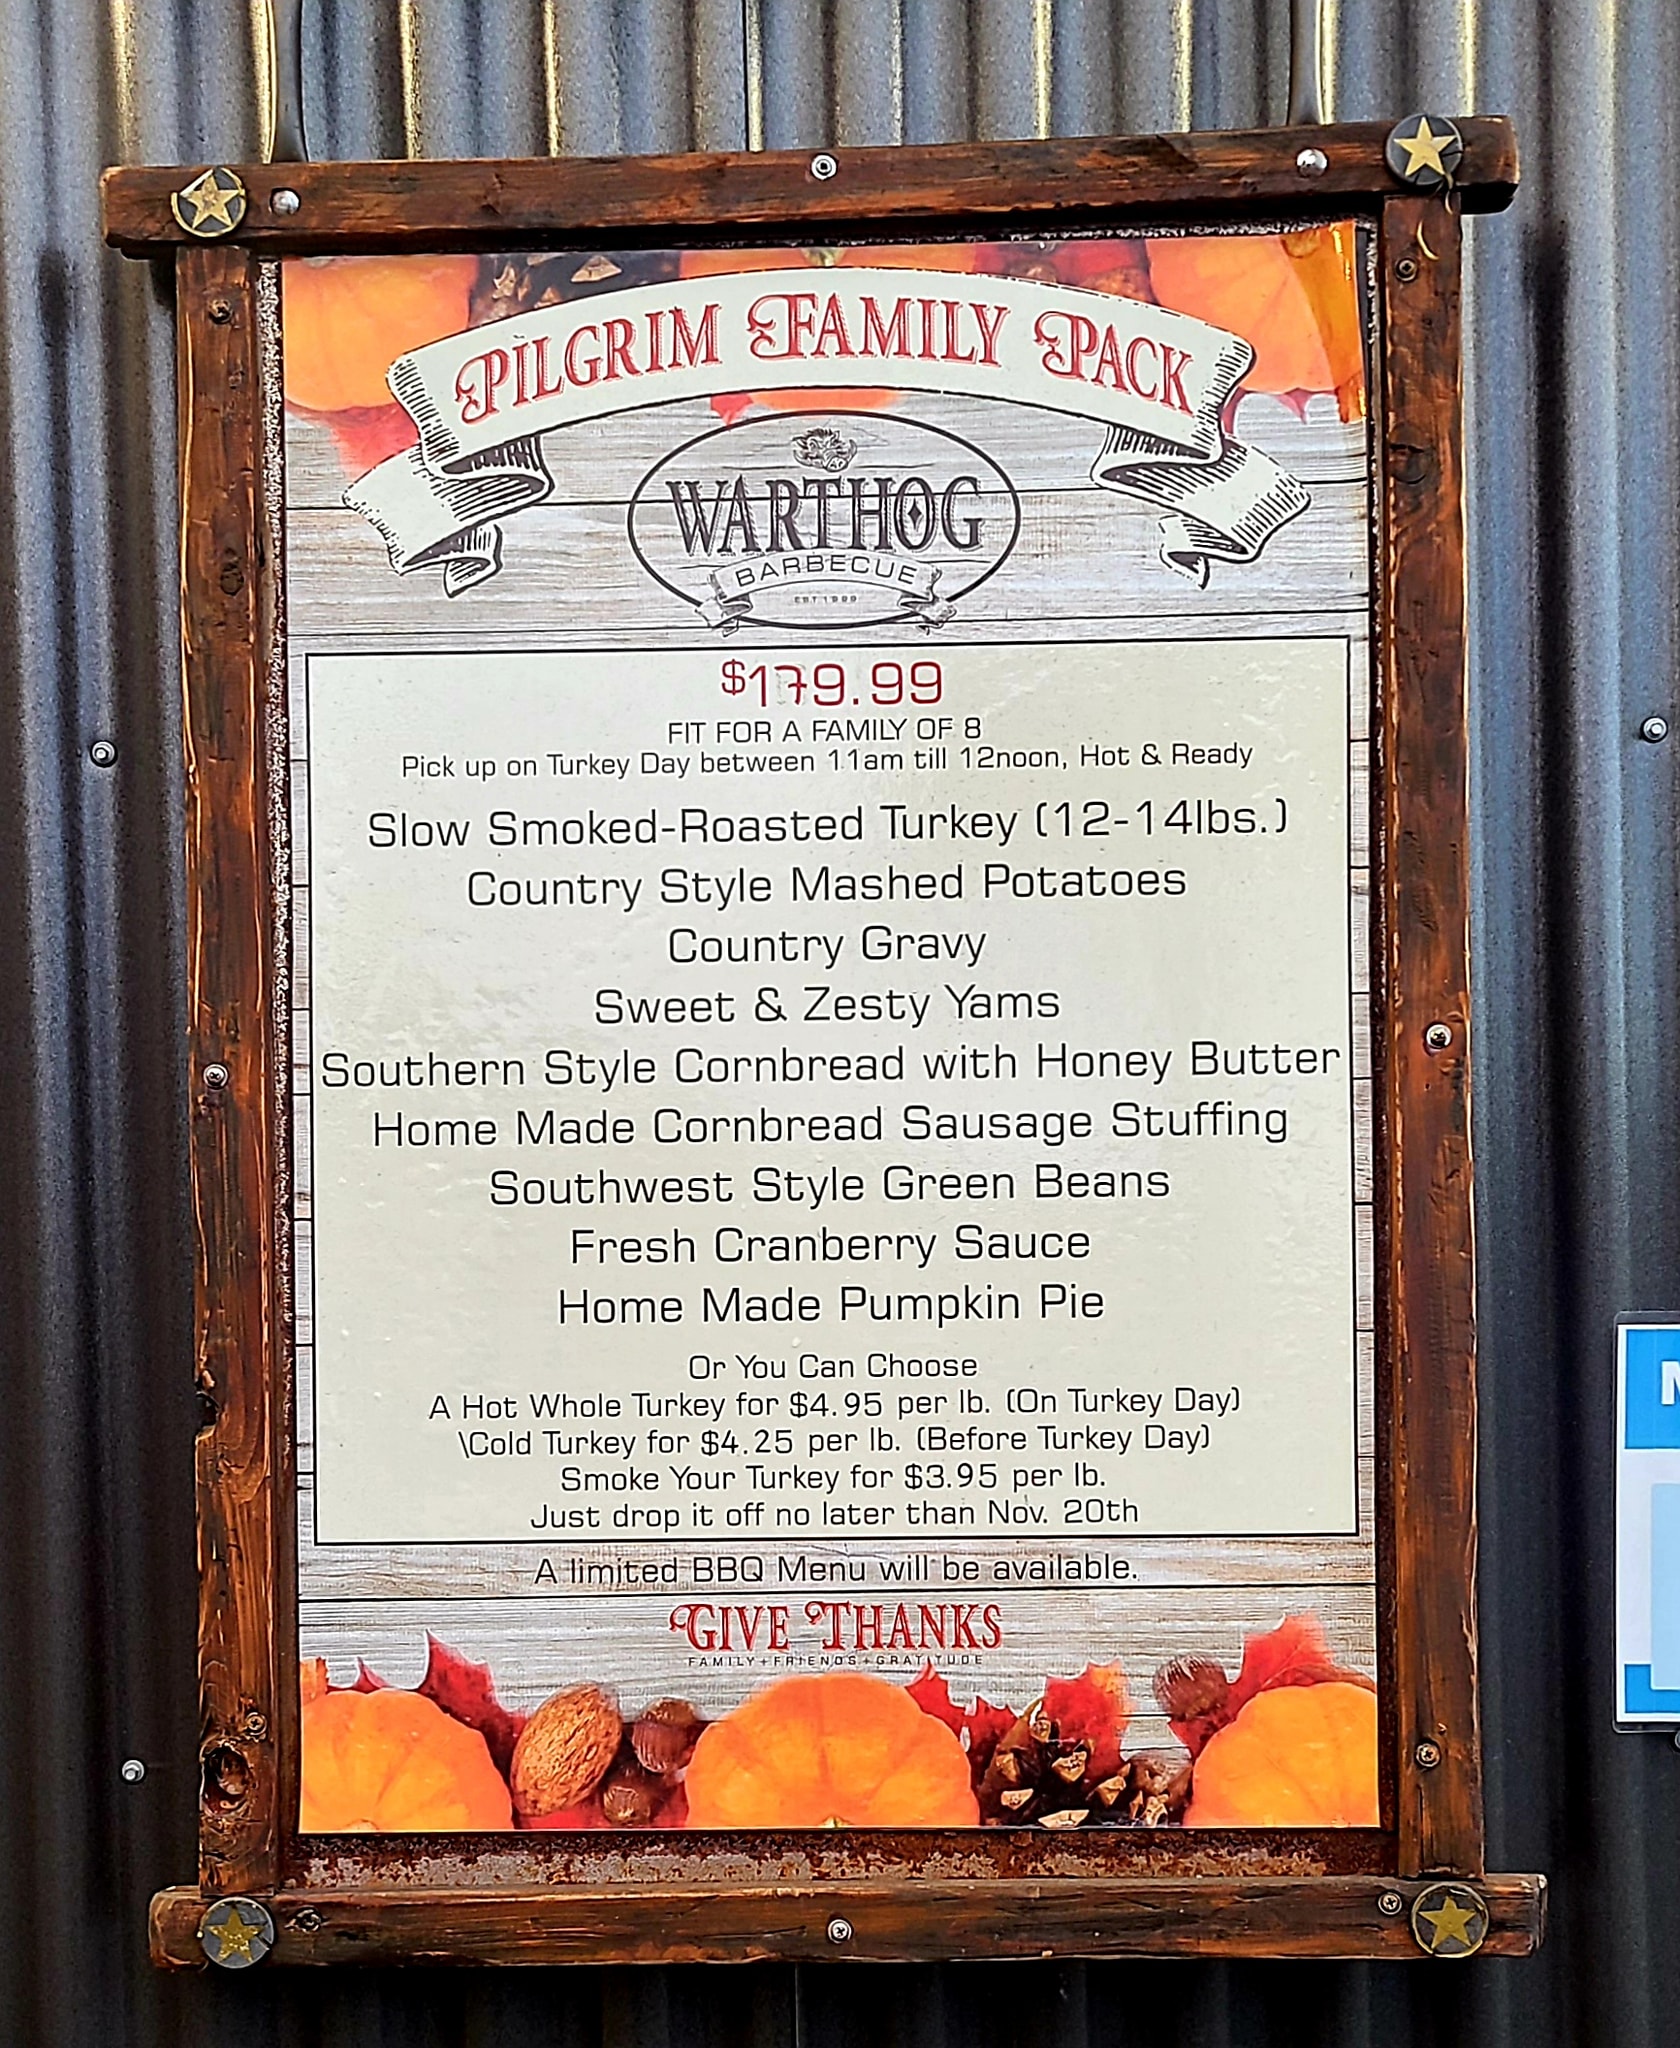 PILGRIM FAMILY PACK
WARTHOG
BARBECUE
EST 1999
$179.99
FIT FOR A FAMILY OF 8
Pick up on Turkey Day between 11am till 12noon, Hot & Ready
Slow Smoked-Roasted Turkey (12-14lbs.)
Country Style Mashed Potatoes
Country Gravy
Sweet & Zesty Yams
Southern Style Cornbread with Honey Butter
Home Made Cornbread Sausage Stuffing
Southwest Style Green Beans
Fresh Cranberry Sauce
Home Made Pumpkin Pie
Or You Can Choose
A Hot Whole Turkey for $4.95 per lb. (On Turkey Day)
\Cold Turkey for $4.25 per lb. (Before Turkey Day)
Smoke Your Turkey for $3.95 per lb.
Just drop it off no later than Nov. 20th
A limited BBQ Menu will be available.
GIVE THANKS
FAMILY+FRIENDS+GRATITUDE